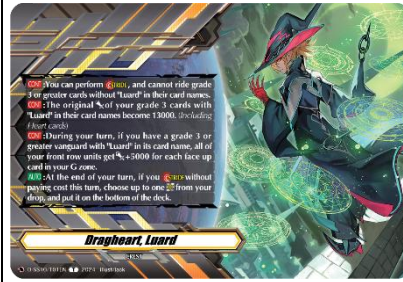 CONT:You can perform STRIDE, and cannot ride grade
3 or greater cards without "Luard" in their card names.
CONT:The original of your grade 3 cards with
"Luard" in their card names become 13000. (Including
Heart cards)
CONT:During your turn, if you have a grade 3 or
greater vanguard with "Luard" in its card name, all of
your front row units get +5000 for each face up
card in your G zone.
AUTO:At the end of your turn, if you STRIDE without
paying cost this turn, choose up to one from your
drop, and put it on the bottom of the deck.
Dragheart, Luard
2024